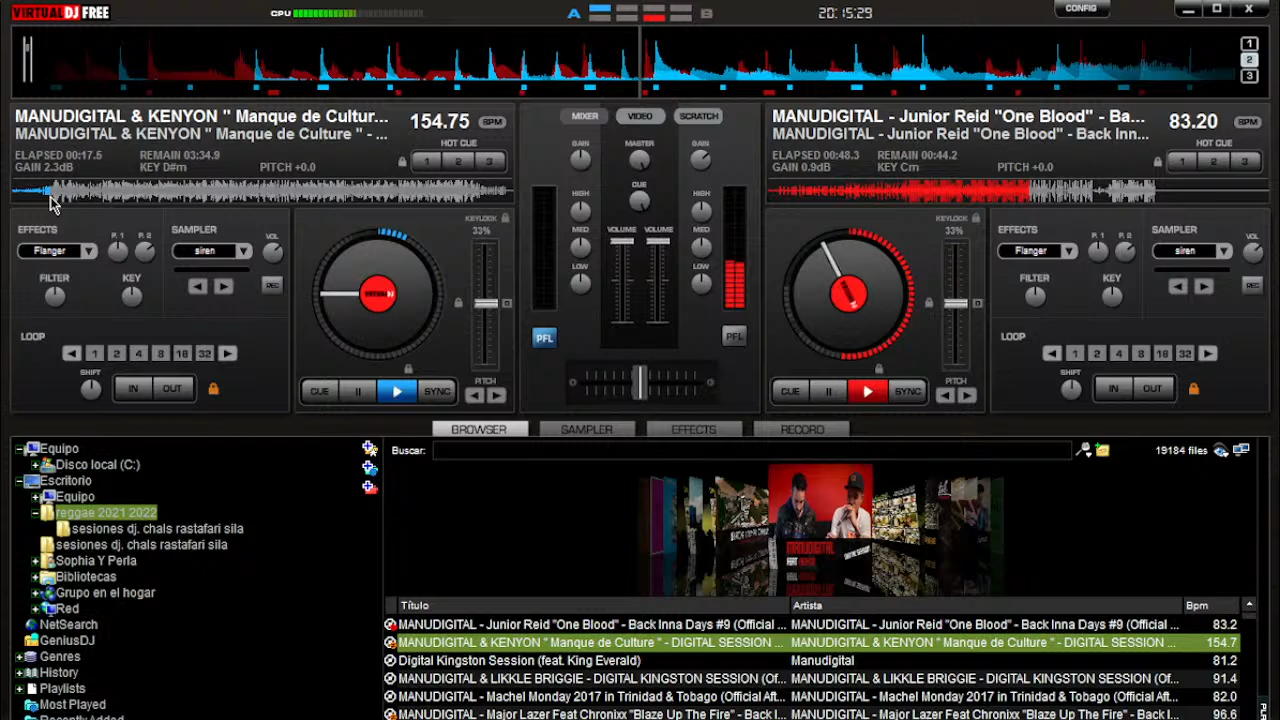 VIRTUAL DJ FREE
CPU
A B
20:15:29
CONFIG
1
2
3
MANUDIGITAL & KENYON " Manque de Cultur...
MANUDIGITAL & KENYON " Manque de Culture " - ...
154.75 BPM
ELAPSED 00:17.5 REMAIN 03:34.9
GAIN 2.3dB KEY D#m PITCH +0.0
HOT CUE
1 2 3
MIXER VIDEO SCRATCH
MANUDIGITAL - Junior Reid "One Blood" - Ba...
MANUDIGITAL - Junior Reid "One Blood" - Back Inn...
83.20 BPM
ELAPSED 00:48.3 REMAIN 00:44.2
GAIN 0.9dB KEY Cm PITCH +0.0
HOT CUE
1 2 3
EFFECTS
Flanger
P. 1 P. 2
SAMPLER
siren
VOL
FILTER KEY
REC
LOOP
1 2 4 8 16 32
SHIFT
IN OUT
KEYLOCK
33%
CUE SYNC
PITCH
GAIN MASTER GAIN
CUE
HIGH HIGH
MED VOLUME VOLUME MED
LOW LOW
PFL PFL
KEYLOCK
33%
CUE SYNC
PITCH
EFFECTS
Flanger
P. 1 P. 2
SAMPLER
siren
VOL
FILTER KEY
REC
LOOP
1 2 4 8 16 32
SHIFT
IN OUT
BROWSER SAMPLER EFFECTS RECORD
Equipo
Disco local (C:)
Escritorio
Equipo
reggae 2021 2022
sesiones dj. chals rastafari sila
sesiones dj. chals rastafari sila
Sophia Y Perla
Bibliotecas
Grupo en el hogar
Red
NetSearch
GeniusDJ
Genres
History
Playlists
Most Played
Recently Added
Buscar:
19184 files
MANUDIGITAL
Título Artista Bpm
MANUDIGITAL - Junior Reid "One Blood" - Back Inna Days #9 (Official ... MANUDIGITAL - Junior Reid "One Blood" - Back Inna Days #9 (Official ... 83.2
MANUDIGITAL & KENYON " Manque de Culture " - DIGITAL SESSION ... MANUDIGITAL & KENYON " Manque de Culture " - DIGITAL SESSION ... 154.7
Digital Kingston Session (feat. King Everald) Manudigital 81.2
MANUDIGITAL & LIKKLE BRIGGIE - DIGITAL KINGSTON SESSION (Of... MANUDIGITAL & LIKKLE BRIGGIE - DIGITAL KINGSTON SESSION (Of... 91.4
MANUDIGITAL - Machel Monday 2017 in Trinidad & Tobago (Official Aft... MANUDIGITAL - Machel Monday 2017 in Trinidad & Tobago (Official Aft... 82.0
MANUDIGITAL - Major Lazer Feat Chronixx "Blaze Up The Fire" - Back ... MANUDIGITAL - Major Lazer Feat Chronixx "Blaze Up The Fire" - Back ... 96.6